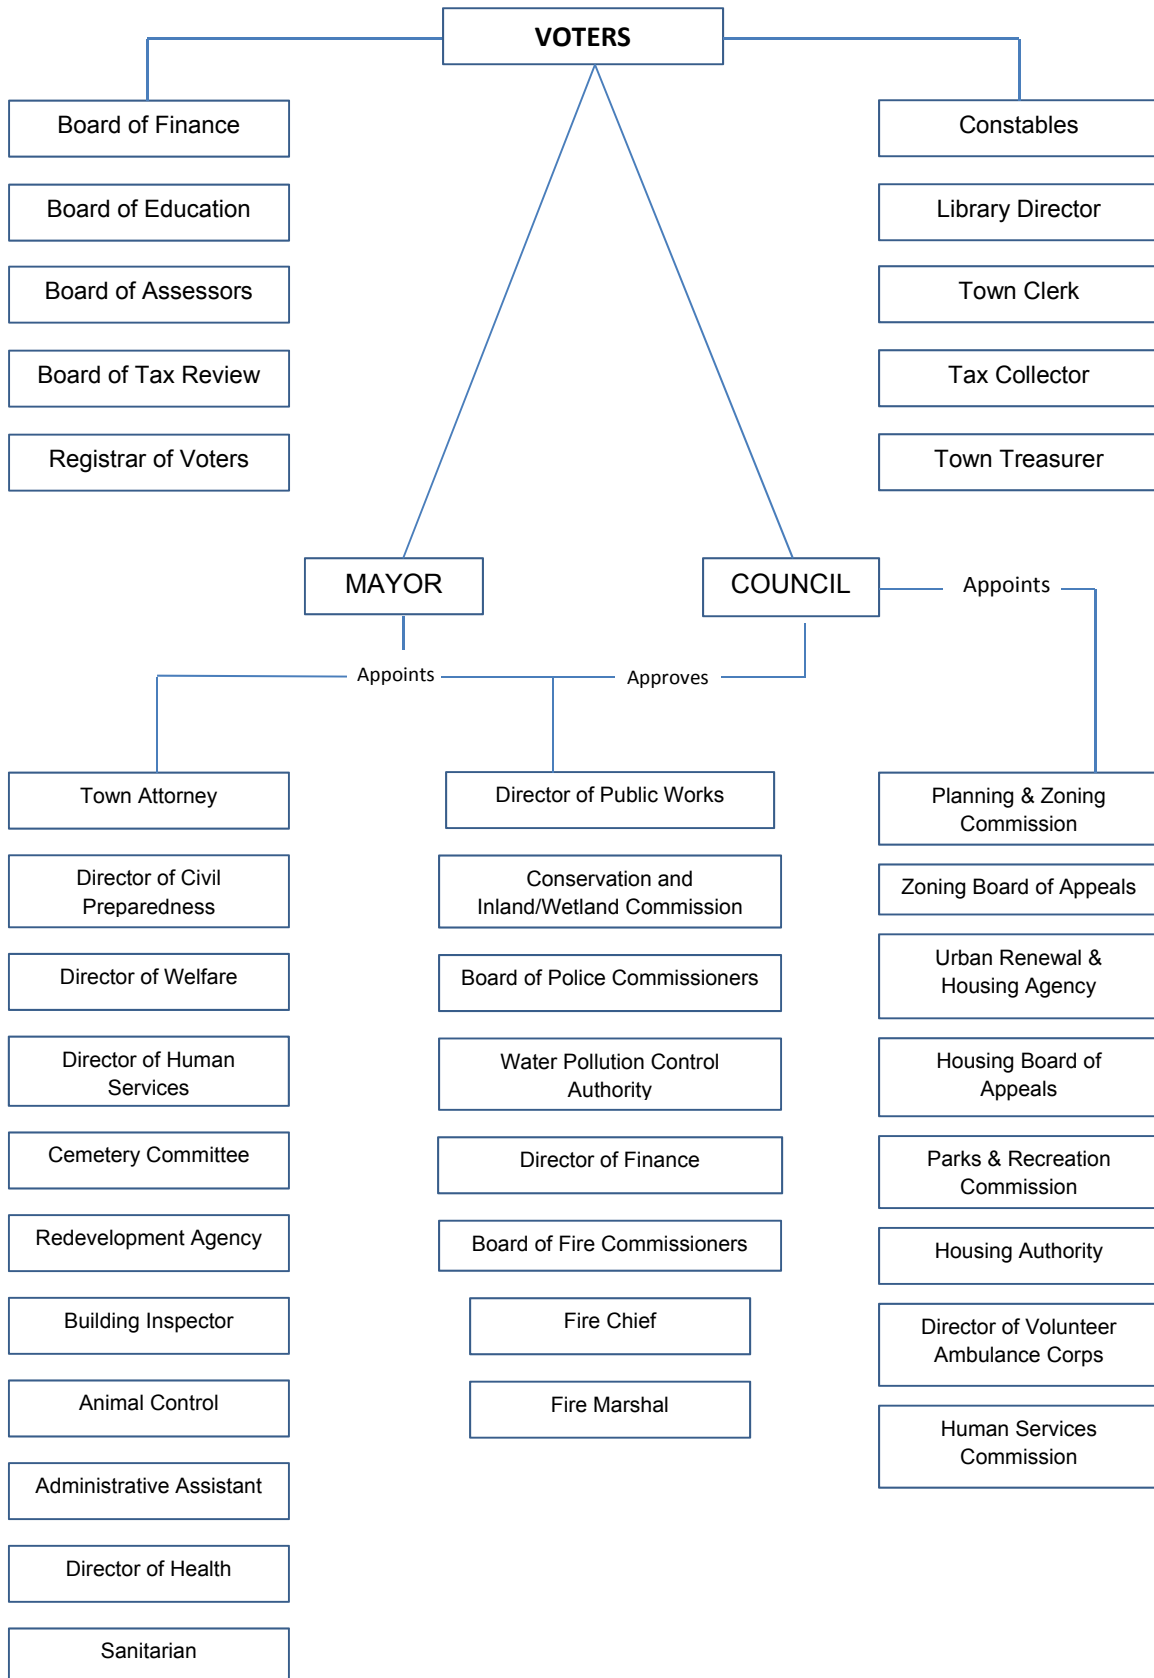 VOTERS
Board of Finance
Board of Education
Board of Assessors
Board of Tax Review
Registrar of Voters
Constables
Library Director
Town Clerk
Tax Collector
Town Treasurer
MAYOR
COUNCIL
Appoints
Appoints
Approves
Town Attorney
Director of Civil
Preparedness
Director of Welfare
Director of Human
Services
Cemetery Committee
Redevelopment Agency
Building Inspector
Animal Control
Administrative Assistant
Director of Health
Sanitarian
Director of Public Works
Conservation and
Inland/Wetland Commission
Board of Police Commissioners
Water Pollution Control
Authority
Director of Finance
Board of Fire Commissioners
Fire Chief
Fire Marshal
Planning & Zoning
Commission
Zoning Board of Appeals
Urban Renewal &
Housing Agency
Housing Board of
Appeals
Parks & Recreation
Commission
Housing Authority
Director of Volunteer
Ambulance Corps
Human Services
Commission